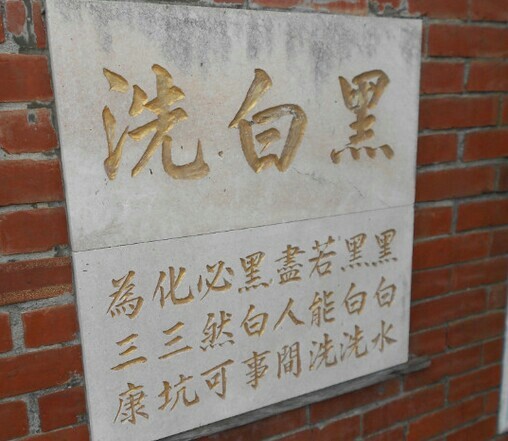 黑白洗
黑白水
黑白洗
若能洗
盡人間
黑白事
必然可
化三坑
為三康